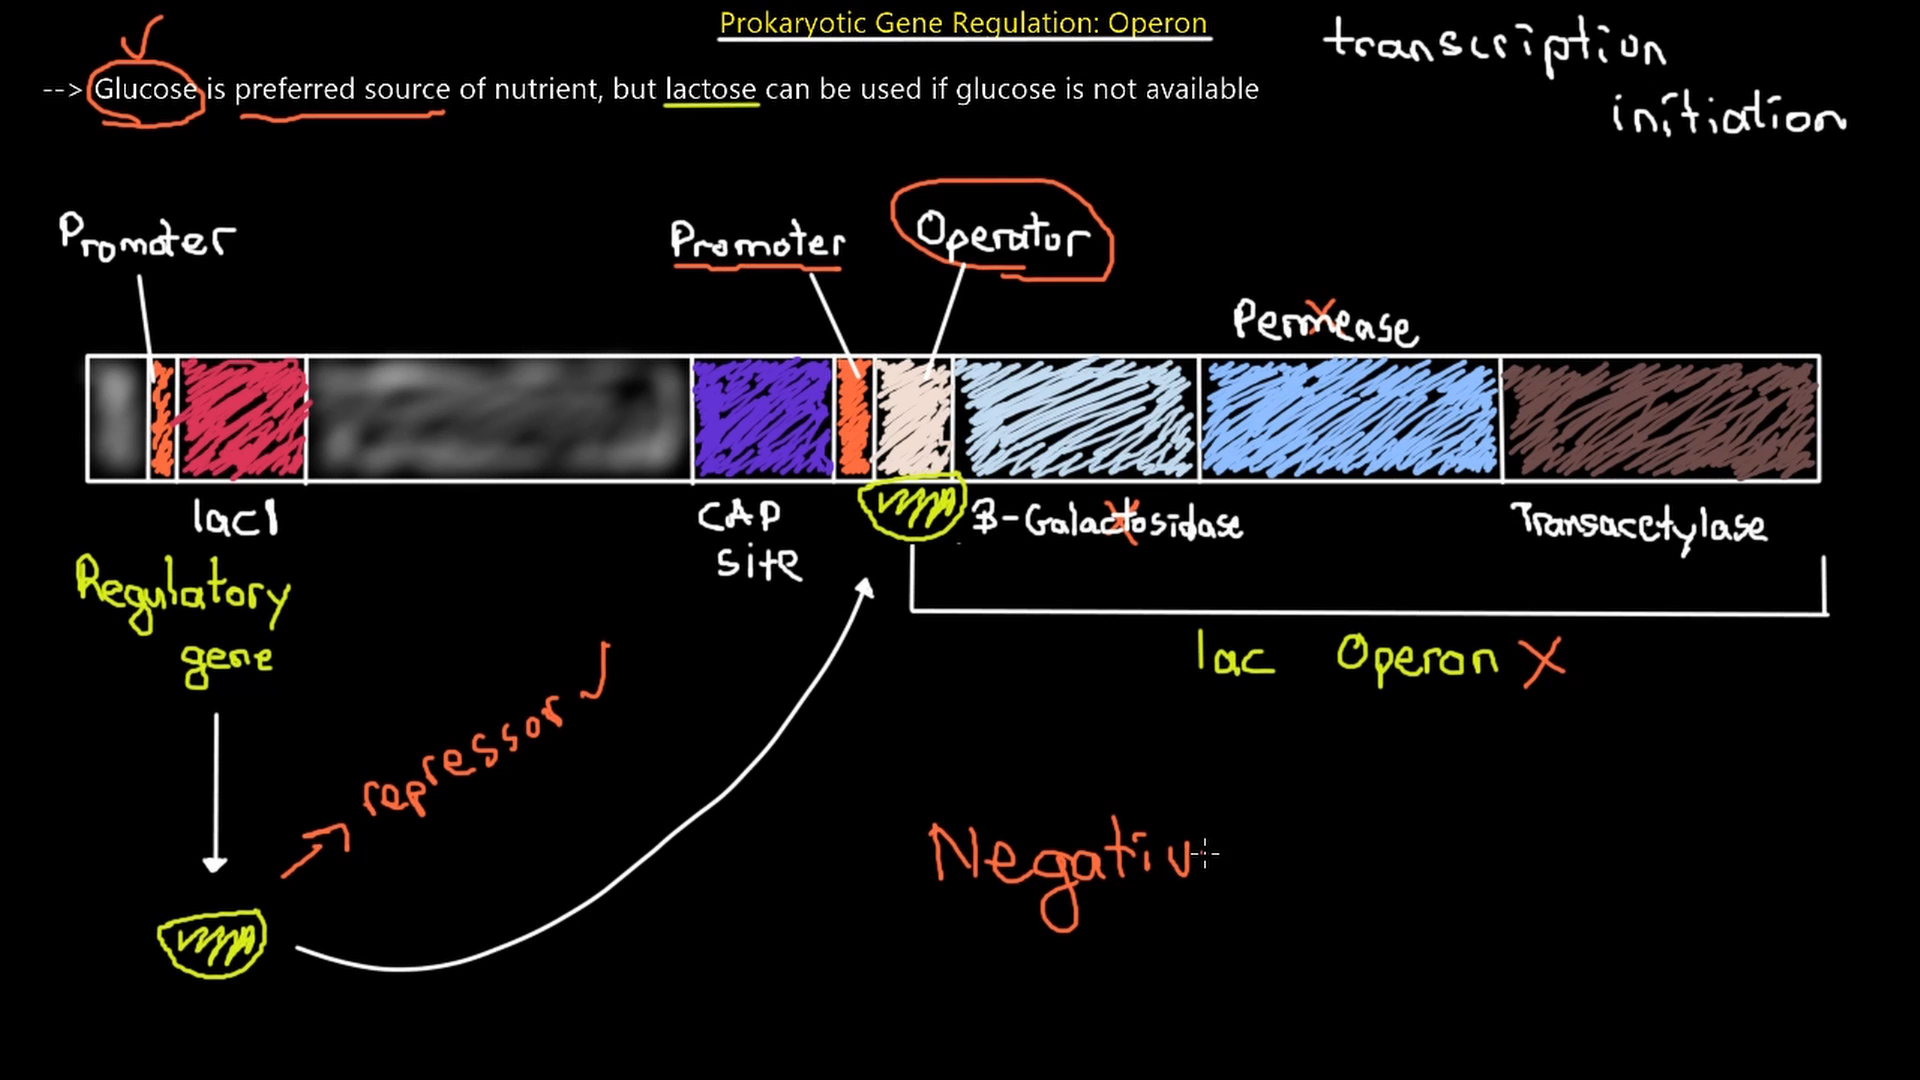 Prokaryotic Gene Regulation: Operon
transcription
initiation
--> Glucose is preferred source of nutrient, but lactose can be used if glucose is not available
Promoter
Promoter
Operator
Permease
lacI
CAP
site
B-Galactosidase
Transacetylase
Regulatory
gene
lac Operon X
repressor
Negativ